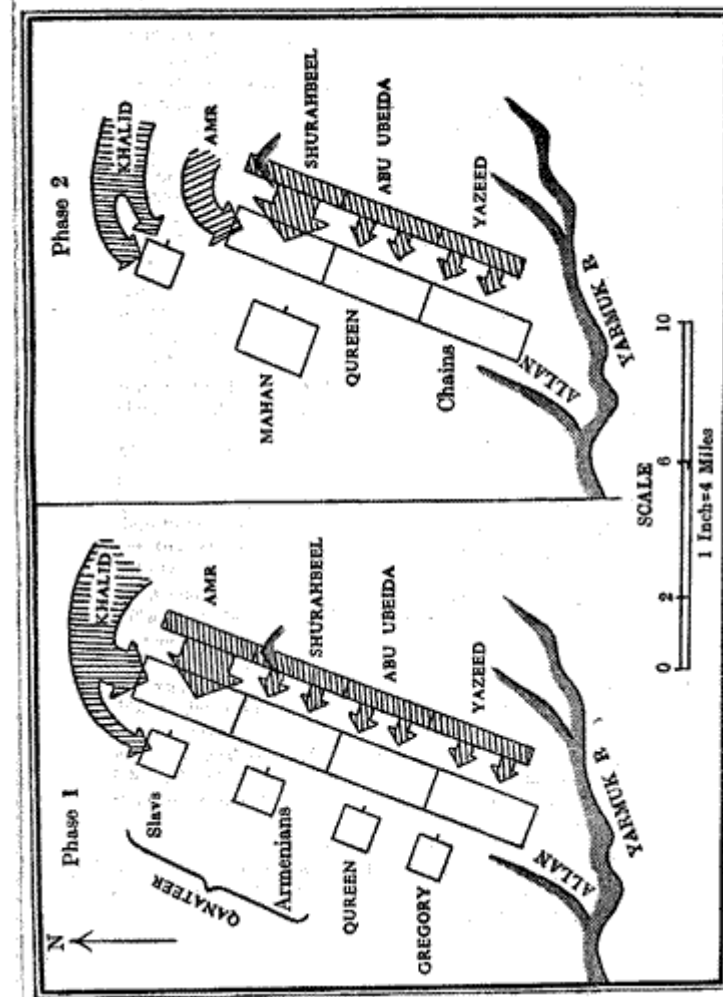 Phase 1
N
KHALID
Slavs
AMR
QANATEER
Armenians
SHURAHBEEL
QUREEN
ABU UBEIDA
GREGORY
YAZEED
ALLAN
YARMUK R.
Phase 2
KHALID
AMR
SHURAHBEEL
MAHAN
ABU UBEIDA
QUREEN
YAZEED
Chains
ALLAN
YARMUK R.
SCALE
0 2 6 10
1 Inch=4 Miles